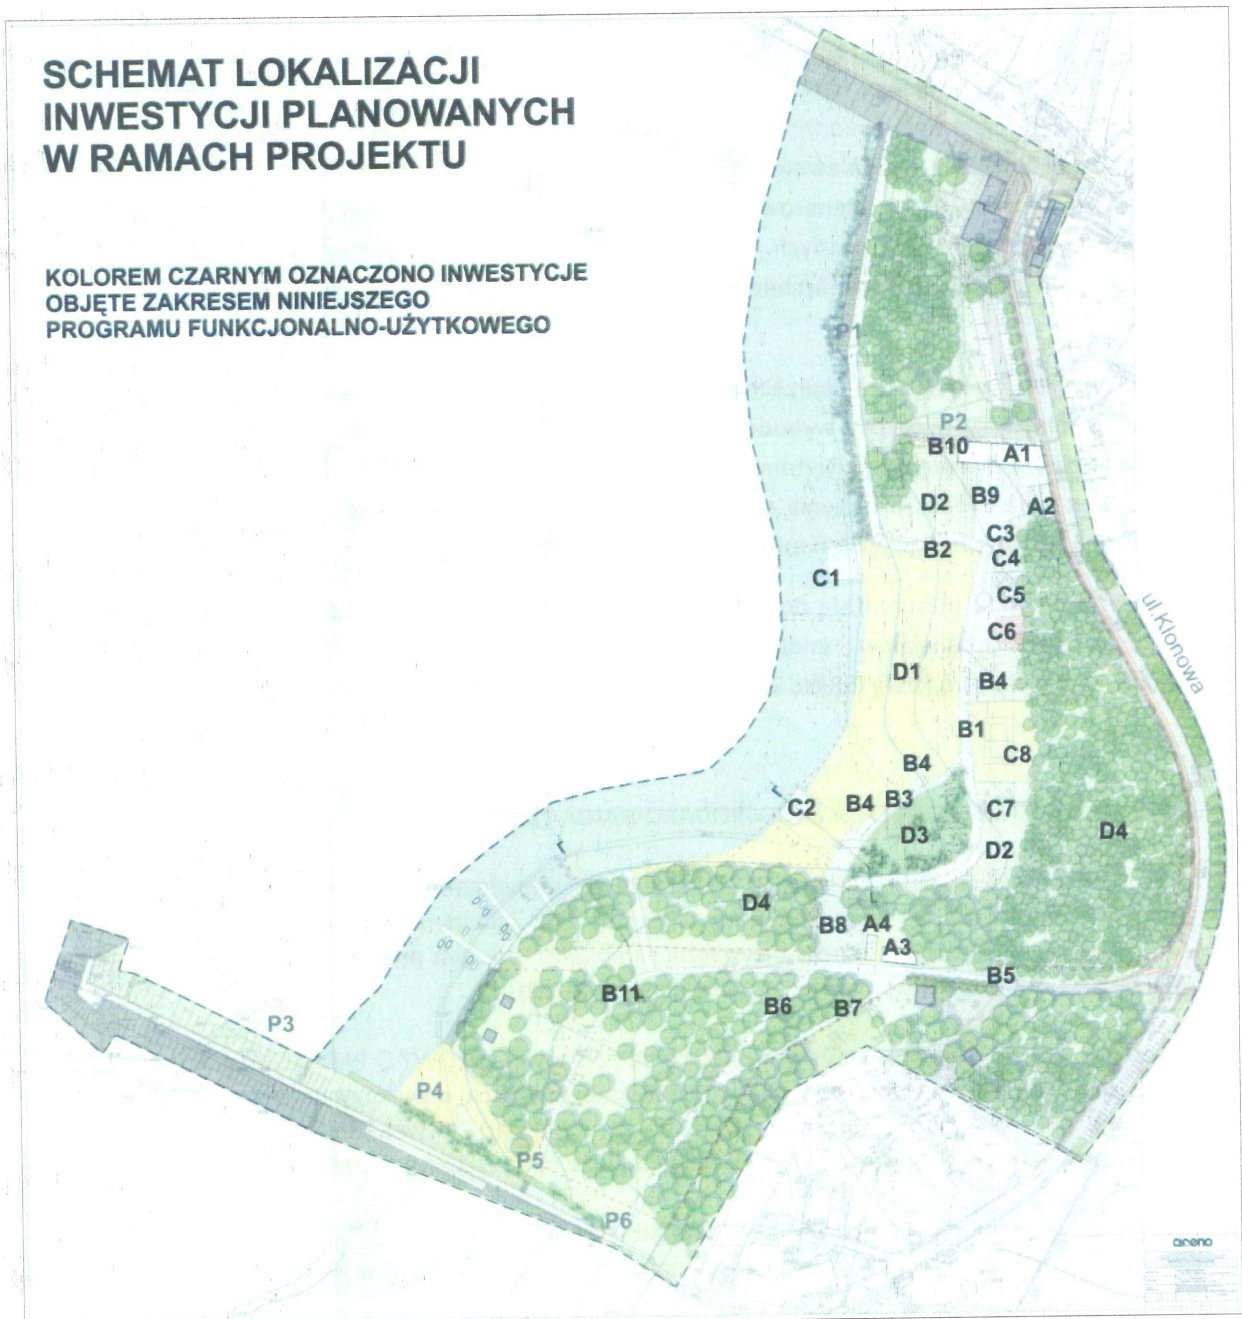 SCHEMAT LOKALIZACJI
INWESTYCJI PLANOWANYCH
W RAMACH PROJEKTU
KOLOREM CZARNYM OZNACZONO INWESTYCJE
OBJĘTE ZAKRESEM NINIEJSZEGO
PROGRAMU FUNKCJONALNO-UŻYTKOWEGO
P1
P2
B10
A1
B9
D2
A2
C3
B2
C4
C1
C5
ul.Klonowa
C6
D1
B4
B1
C8
B4
B4
B3
C2
C7
D3
D4
D2
D4
B8
A4
A3
B5
B11
B6
B7
P3
P4
P5
P6
areno